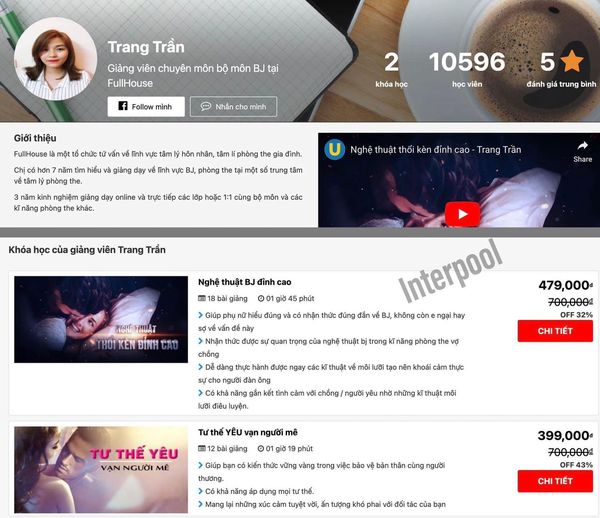 Trang Trần
Giảng viên chuyên môn bộ môn BJ tại
FullHouse
Follow mình
Nhắn cho mình
2
khóa học
10596
học viên
5
đánh giá trung bình
Giới thiệu
FullHouse là một tổ chức tư vấn về lĩnh vực tâm lý hôn nhân, tâm lí phòng the gia đình.
Chị có hơn 7 năm tìm hiểu và giảng dạy về lĩnh vực BJ, phòng the tại một số trung tâm
về tâm lý phòng the.
3 năm kinh nghiệm giảng dạy online và trực tiếp các lớp hoặc 1:1 cùng bộ môn và các
kĩ năng phòng the khác.
Nghệ thuật thổi kèn đỉnh cao - Trang Trần
Share
Khóa học của giảng viên Trang Trần
Interpool
NGHỆ THUẬT
THỔI KÈN ĐỈNH CAO
Nghệ thuật BJ đỉnh cao
18 bài giảng 01 giờ 45 phút
Giúp phụ nữ hiểu đúng và có nhận thức đúng đắn về BJ, không còn e ngại hay
sợ về vấn đề này
Nhận thức được sự quan trọng của nghệ thuật bj trong kĩ năng phòng the vợ
chồng
Dễ dàng thực hành được ngay các kĩ thuật về môi lưỡi tạo nên khoái cảm thực
sự cho người đàn ông
Có khả năng gắn kết tình cảm với chồng / người yêu nhờ những kĩ thuật môi
lưỡi điêu luyện.
479,000đ
700,000đ
OFF 32%
CHI TIẾT
TƯ THẾ YÊU
VẠN NGƯỜI MÊ
Tư thế YÊU vạn người mê
12 bài giảng 01 giờ 19 phút
Giúp bạn có kiến thức vững vàng trong việc bảo vệ bản thân cùng người
thương.
Có khả năng áp dụng mọi tư thế.
Mang lại những xúc cảm tuyệt vời, ấn tượng khó phai với đối tác của bạn
399,000đ
700,000đ
OFF 43%
CHI TIẾT